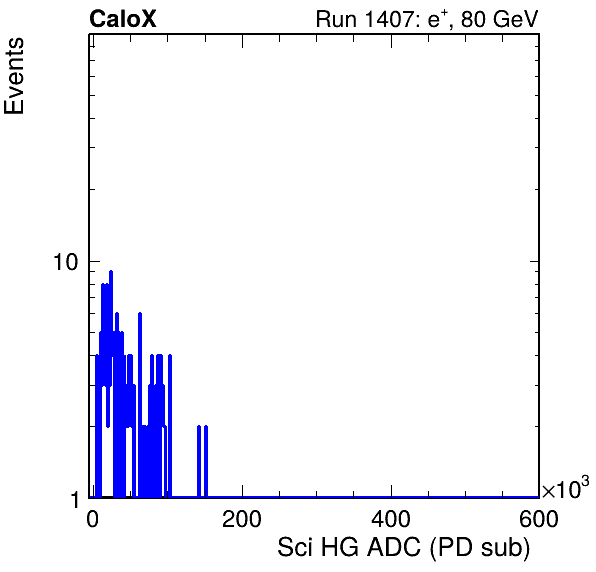 CaloX Run 1407: e⁺, 80 GeV
Events
10
1
0 200 400 600
×10³
Sci HG ADC (PD sub)